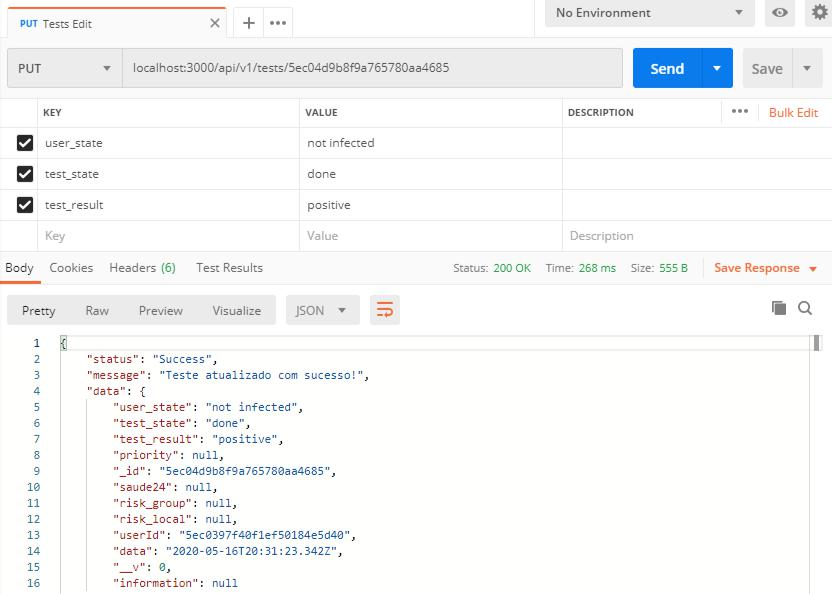 PUT Tests Edit
No Environment
PUT localhost:3000/api/v1/tests/5ec04d9b8f9a765780aa4685 Send Save
KEY VALUE DESCRIPTION Bulk Edit
user_state not infected
test_state done
test_result positive
Key Value Description
Body Cookies Headers (6) Test Results Status: 200 OK Time: 268 ms Size: 555 B Save Response
Pretty Raw Preview Visualize JSON
1 {
2 "status": "Success",
3 "message": "Teste atualizado com sucesso!",
4 "data": {
5 "user_state": "not infected",
6 "test_state": "done",
7 "test_result": "positive",
8 "priority": null,
9 "_id": "5ec04d9b8f9a765780aa4685",
10 "saude24": null,
11 "risk_group": null,
12 "risk_local": null,
13 "userId": "5ec0397f40f1ef50184e5d40",
14 "data": "2020-05-16T20:31:23.342Z",
15 "__v": 0,
16 "information": null